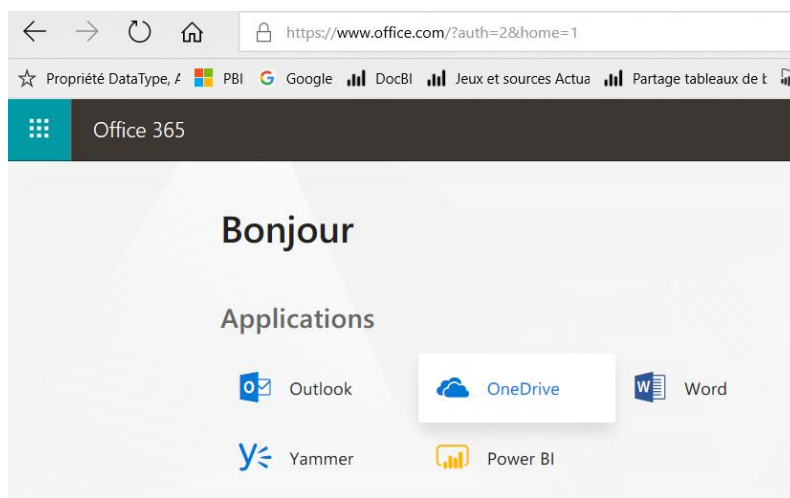 https://www.office.com/?auth=2&home=1
Propriété DataType, A PBI Google DocBI Jeux et sources Actua Partage tableaux de b
Office 365
Bonjour
Applications
Outlook OneDrive Word
Yammer Power BI